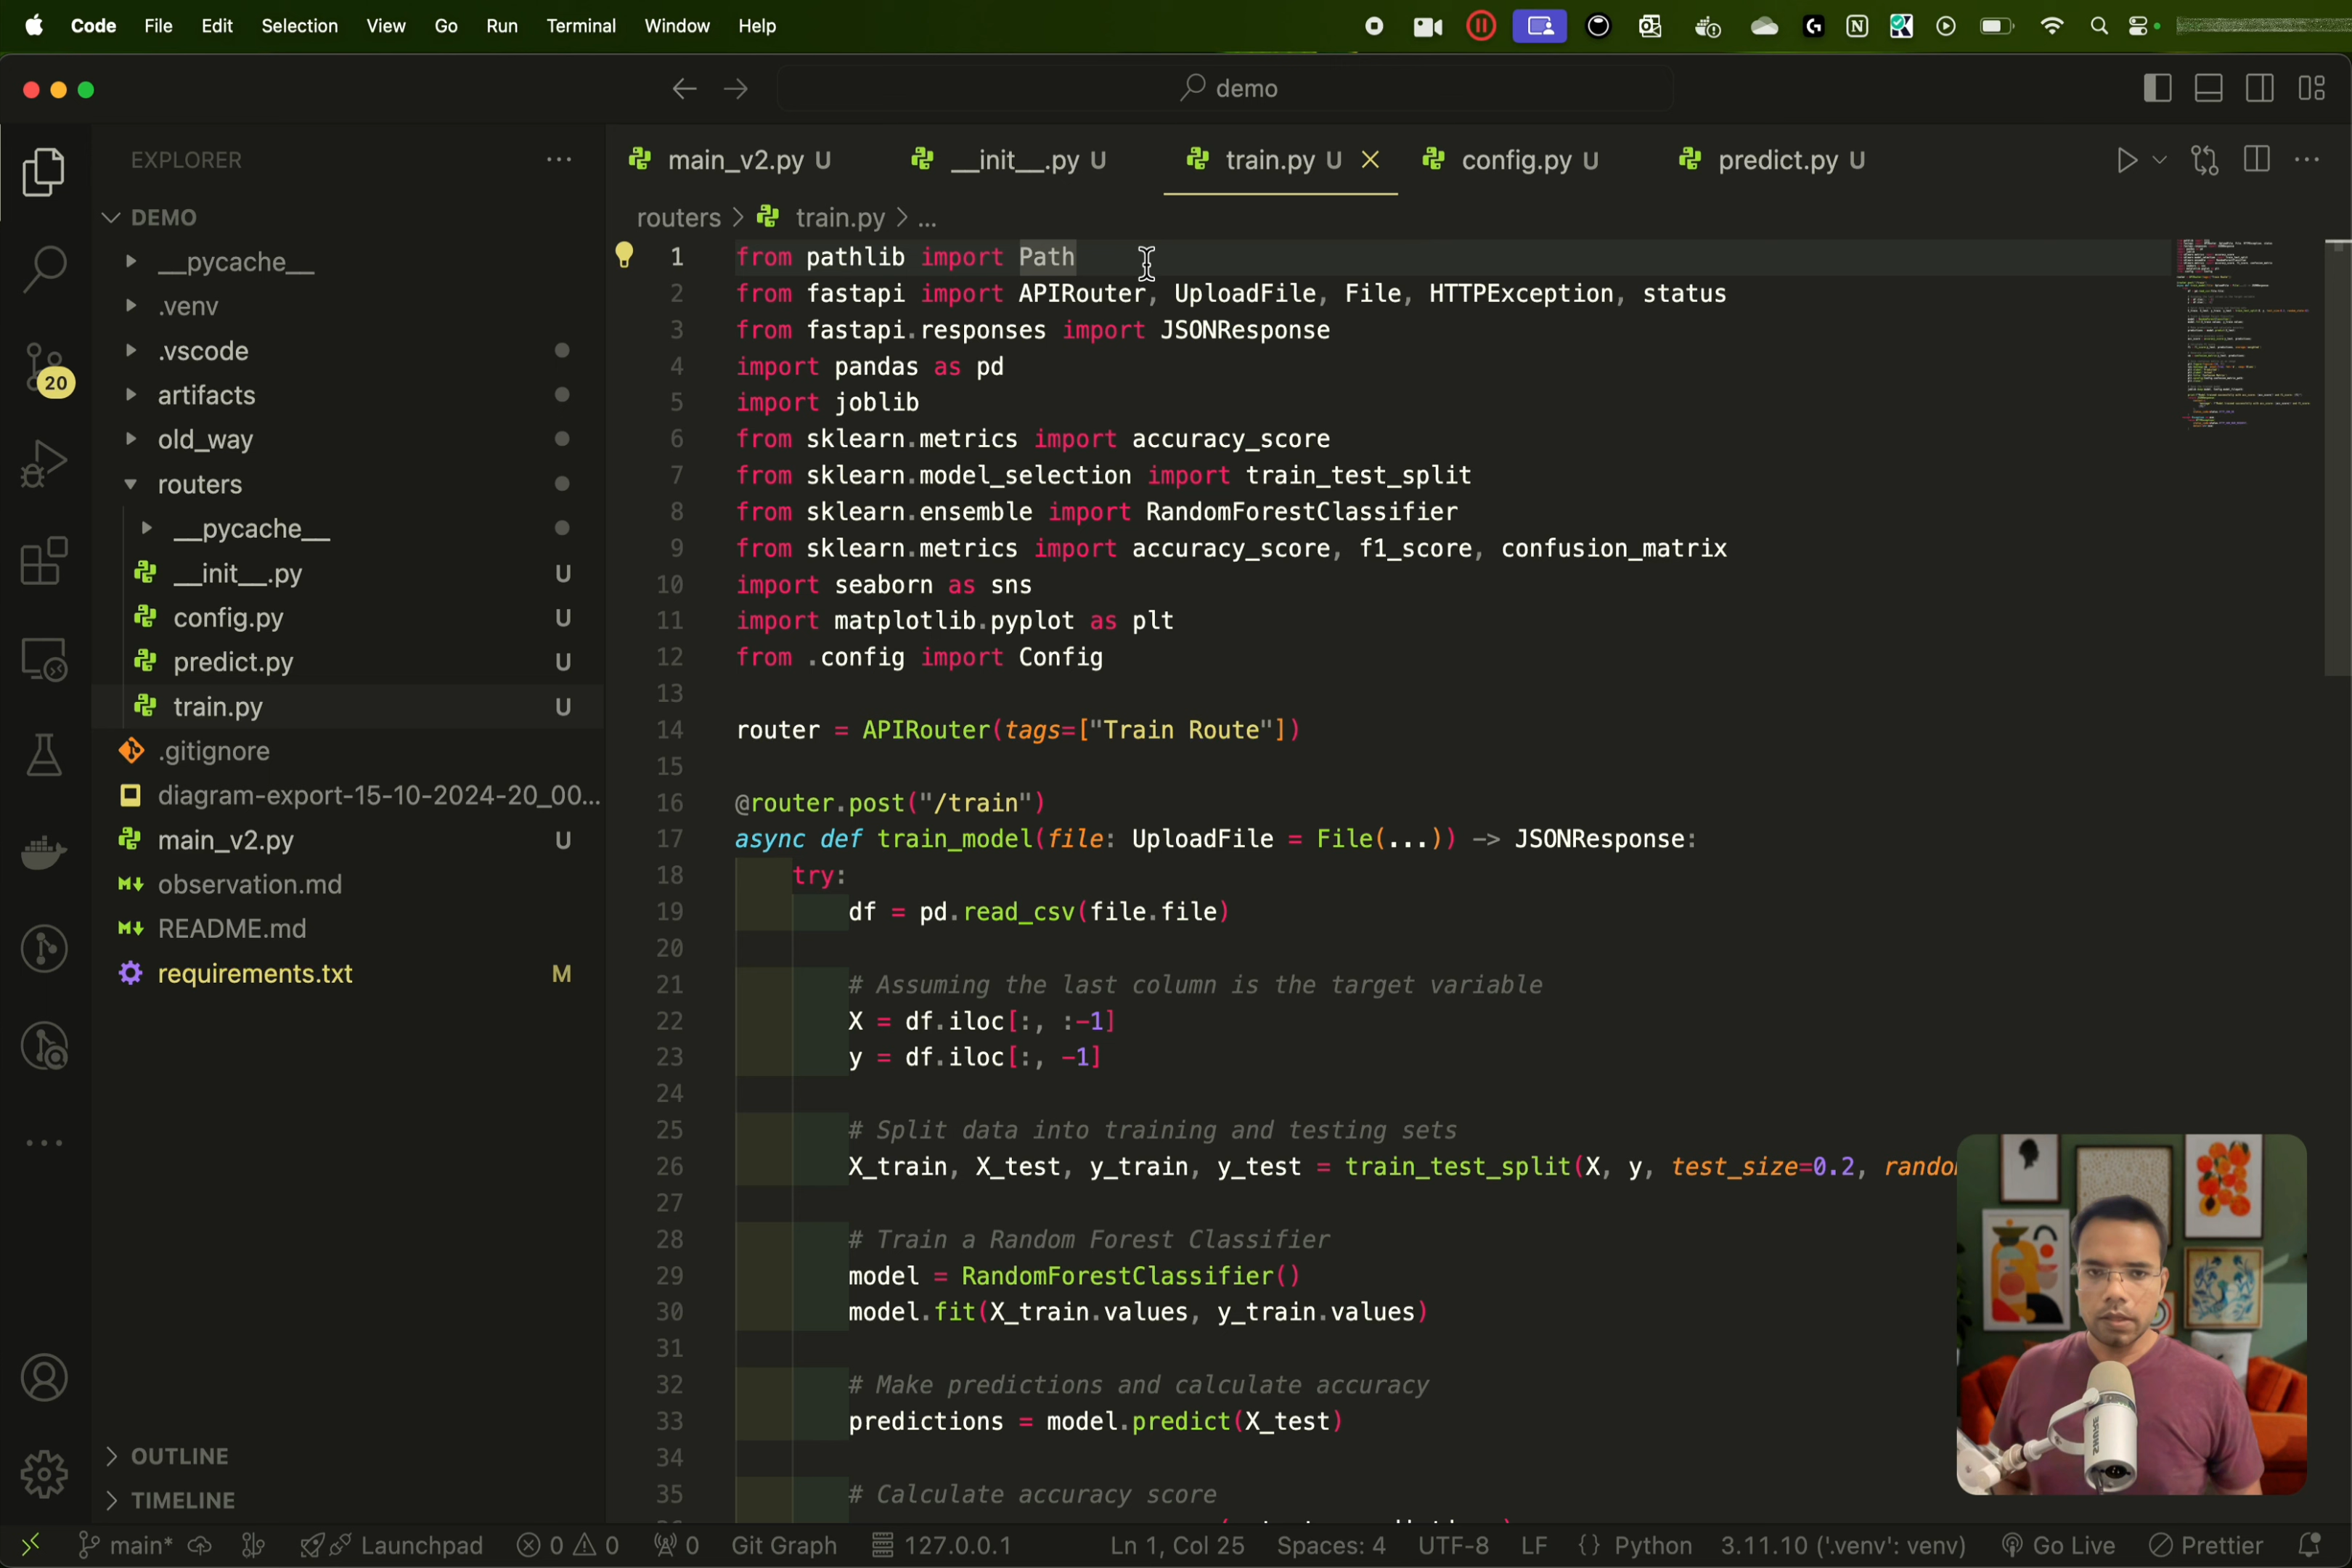 Code File Edit Selection View Go Run Terminal Window Help
demo
EXPLORER
DEMO
__pycache__
.venv
.vscode
artifacts
old_way
routers
__pycache__
__init__.py U
config.py U
predict.py U
train.py U
.gitignore
diagram-export-15-10-2024-20_00...
main_v2.py U
observation.md
README.md
requirements.txt M
OUTLINE
TIMELINE
20
main_v2.py U __init__.py U train.py U config.py U predict.py U
routers > train.py > ...
1 from pathlib import Path
2 from fastapi import APIRouter, UploadFile, File, HTTPException, status
3 from fastapi.responses import JSONResponse
4 import pandas as pd
5 import joblib
6 from sklearn.metrics import accuracy_score
7 from sklearn.model_selection import train_test_split
8 from sklearn.ensemble import RandomForestClassifier
9 from sklearn.metrics import accuracy_score, f1_score, confusion_matrix
10 import seaborn as sns
11 import matplotlib.pyplot as plt
12 from .config import Config
13
14 router = APIRouter(tags=["Train Route"])
15
16 @router.post("/train")
17 async def train_model(file: UploadFile = File(...)) -> JSONResponse:
18 try:
19 df = pd.read_csv(file.file)
20
21 # Assuming the last column is the target variable
22 X = df.iloc[:, :-1]
23 y = df.iloc[:, -1]
24
25 # Split data into training and testing sets
26 X_train, X_test, y_train, y_test = train_test_split(X, y, test_size=0.2, rando
27
28 # Train a Random Forest Classifier
29 model = RandomForestClassifier()
30 model.fit(X_train.values, y_train.values)
31
32 # Make predictions and calculate accuracy
33 predictions = model.predict(X_test)
34
35 # Calculate accuracy score
main* Launchpad 0 0 0 Git Graph 127.0.0.1 Ln 1, Col 25 Spaces: 4 UTF-8 LF {} Python 3.11.10 ('.venv': venv) Go Live Prettier